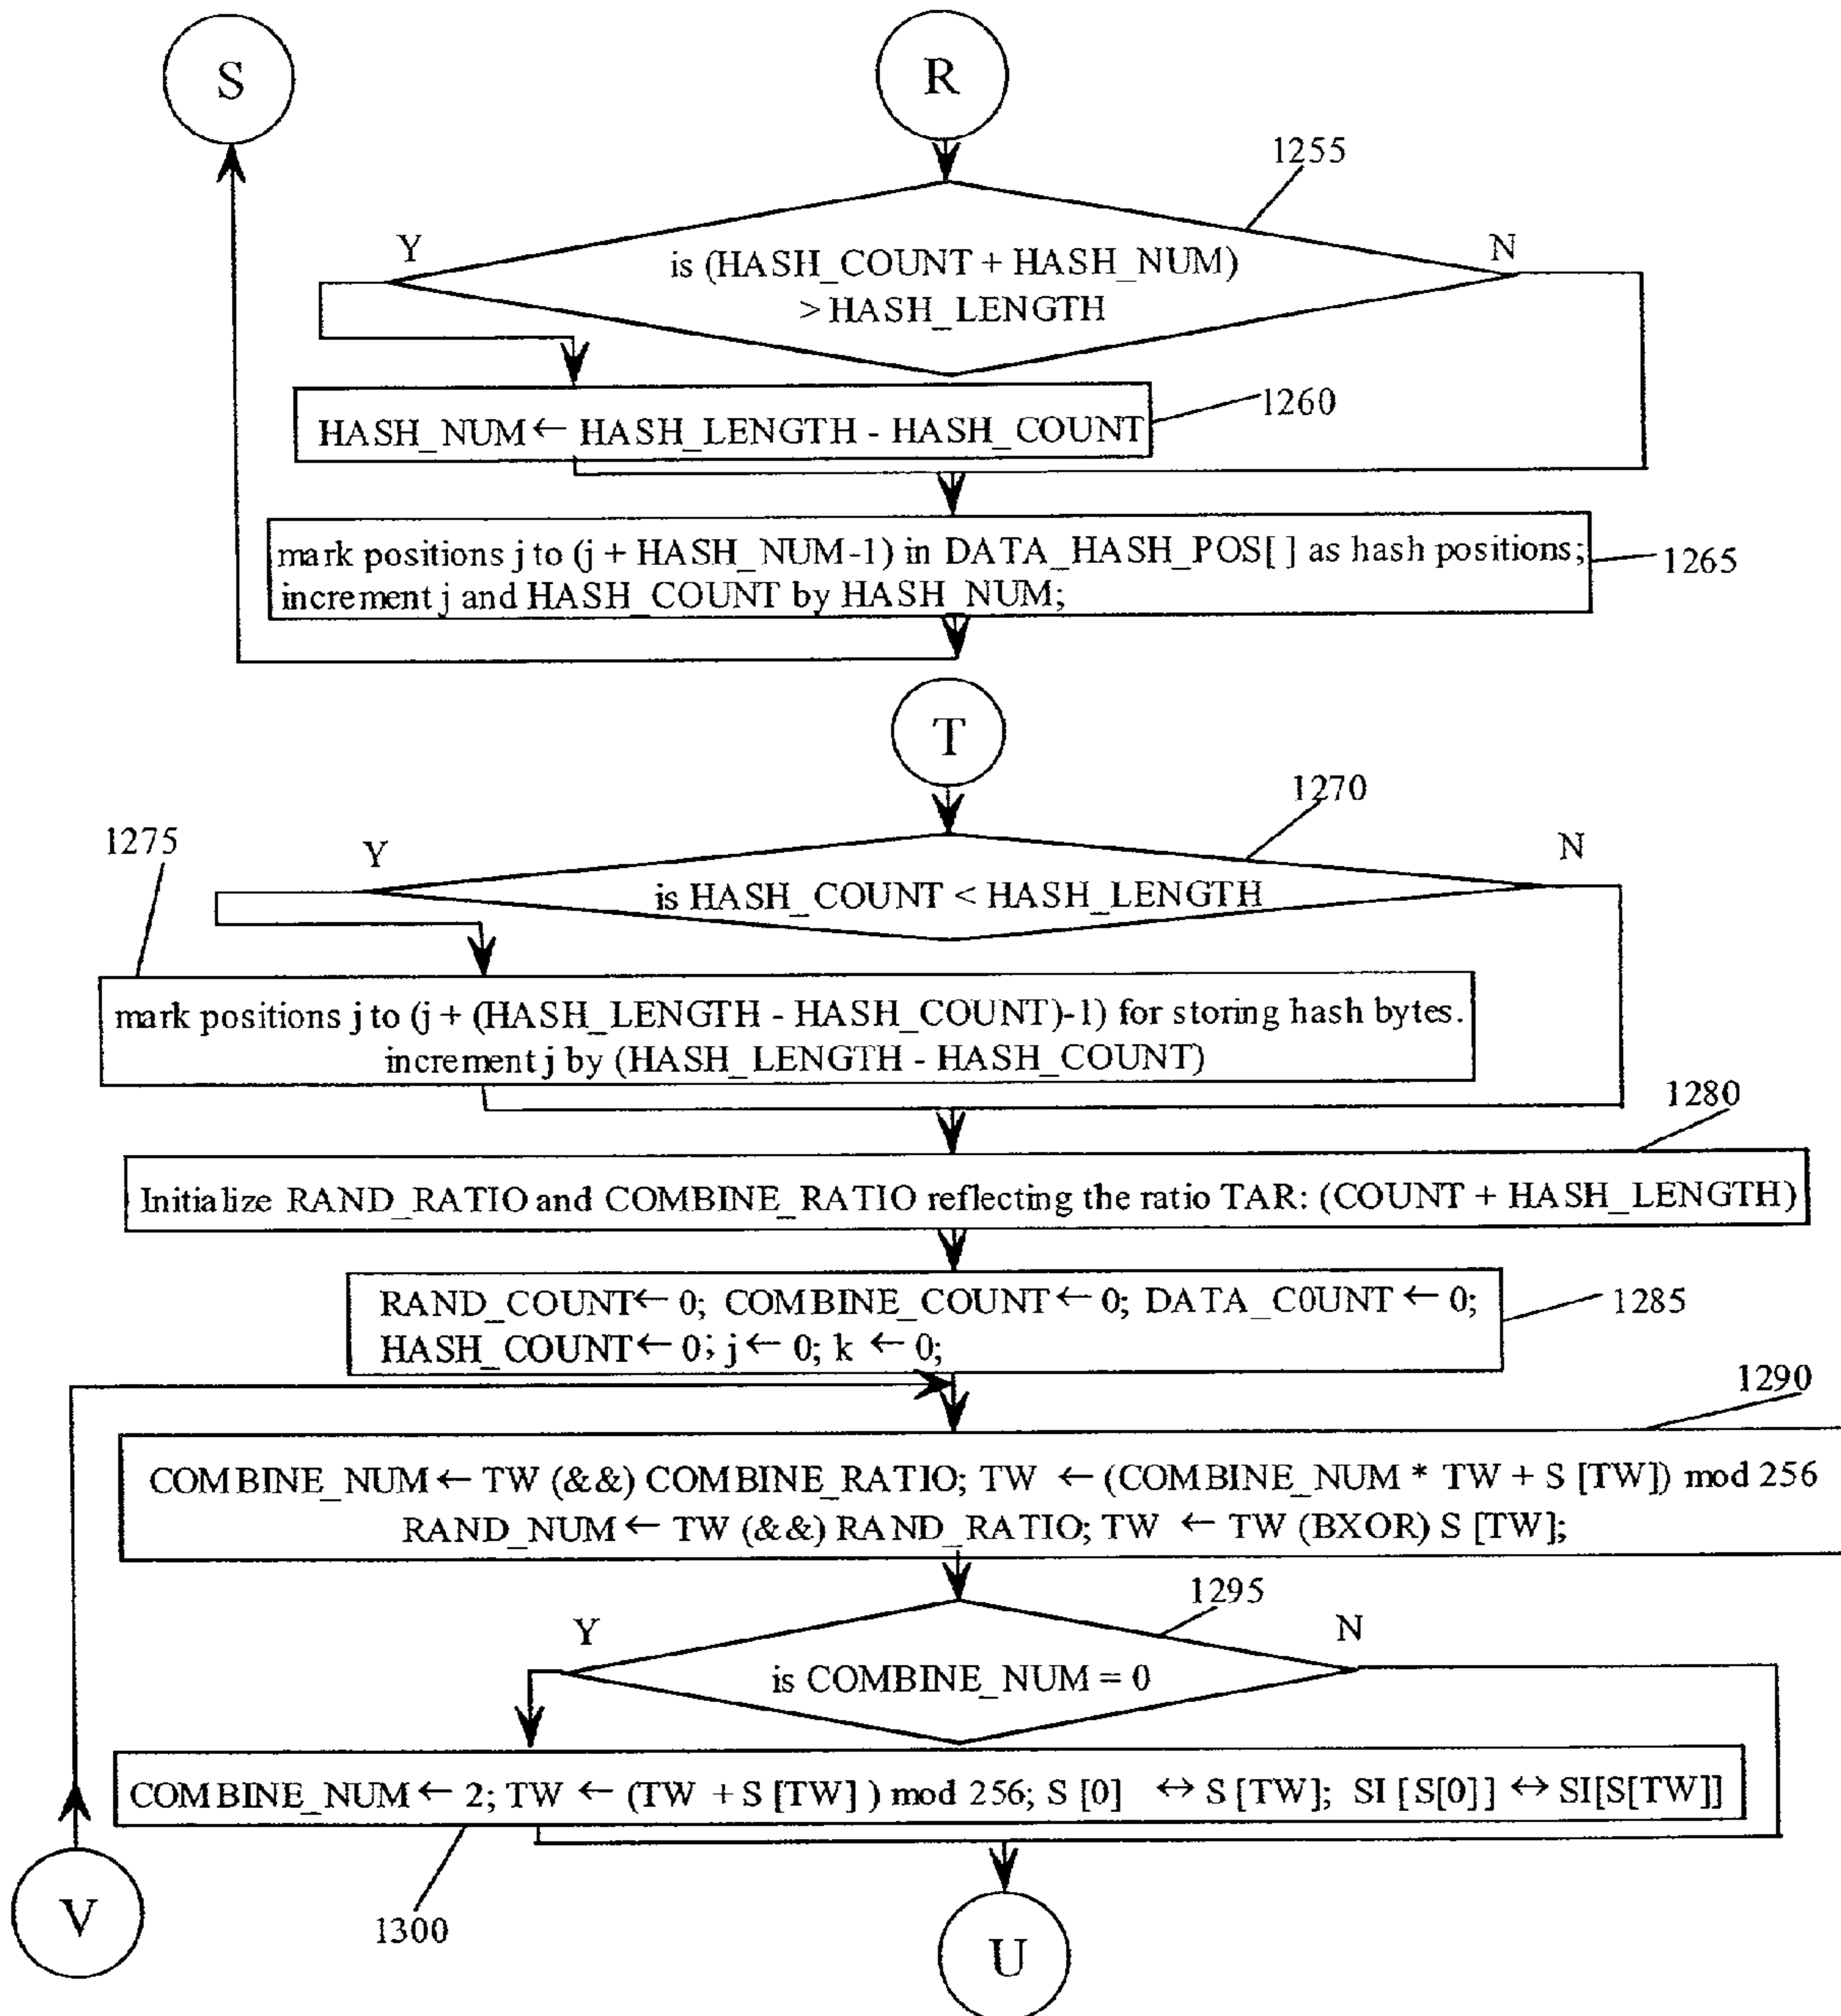 S
R
1255
Y
N
is (HASH_COUNT + HASH_NUM)
> HASH_LENGTH
1260
HASH_NUM ← HASH_LENGTH - HASH_COUNT
mark positions j to (j + HASH_NUM-1) in DATA_HASH_POS[ ] as hash positions;
increment j and HASH_COUNT by HASH_NUM;
1265
T
1270
1275
Y
N
is HASH_COUNT < HASH_LENGTH
mark positions j to (j + (HASH_LENGTH - HASH_COUNT)-1) for storing hash bytes.
increment j by (HASH_LENGTH - HASH_COUNT)
1280
Initialize RAND_RATIO and COMBINE_RATIO reflecting the ratio TAR: (COUNT + HASH_LENGTH)
RAND_COUNT ← 0; COMBINE_COUNT ← 0; DATA_C0UNT ← 0;
HASH_COUNT ← 0; j ← 0; k ← 0;
1285
1290
COMBINE_NUM ← TW (&&) COMBINE_RATIO; TW ← (COMBINE_NUM * TW + S [TW]) mod 256
RAND_NUM ← TW (&&) RAND_RATIO; TW ← TW (BXOR) S [TW];
1295
Y
N
is COMBINE_NUM = 0
COMBINE_NUM ← 2; TW ← (TW + S [TW] ) mod 256; S [0] ↔ S [TW]; SI [S[0]] ↔ SI[S[TW]]
V
1300
U